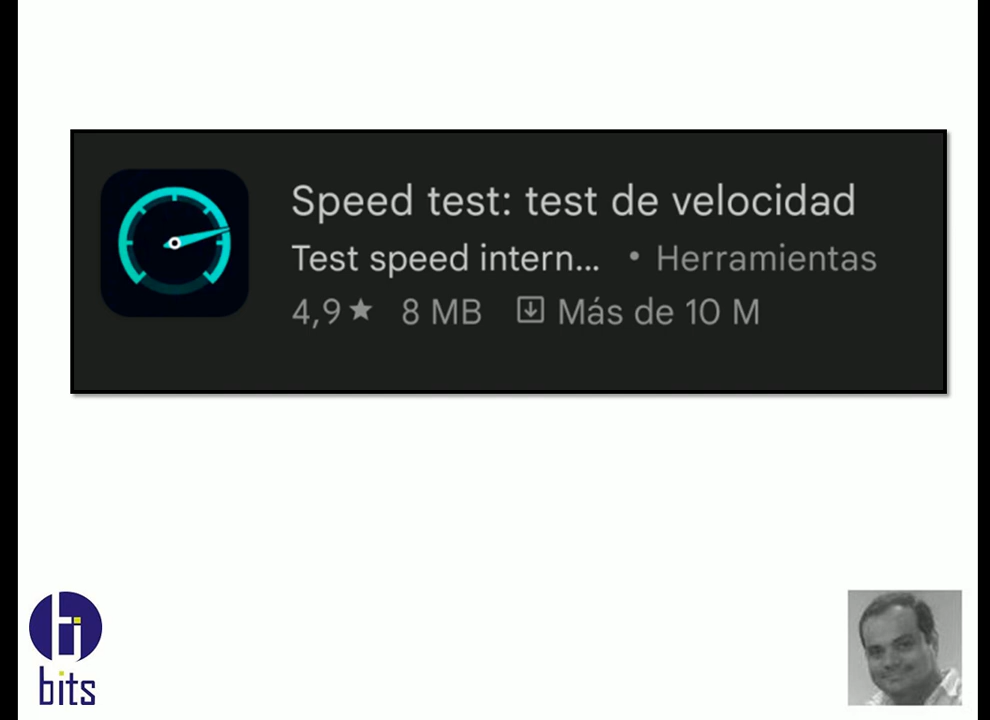 Speed test: test de velocidad
Test speed intern... • Herramientas
4,9★ 8 MB Más de 10 M
bits